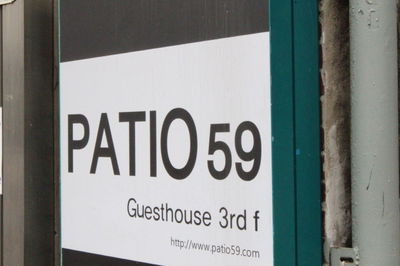 PATIO 59
Guesthouse 3rd f
http://www.patio59.com